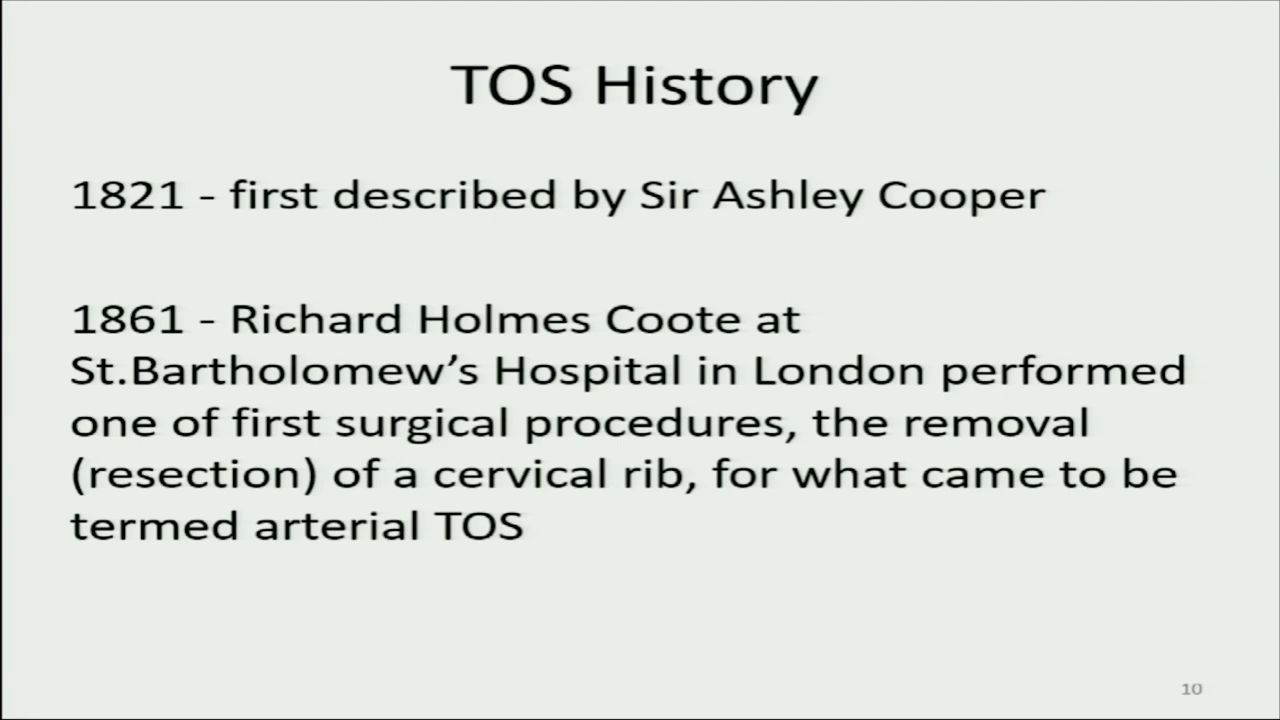 TOS History
1821 - first described by Sir Ashley Cooper
1861 - Richard Holmes Coote at
St.Bartholomew’s Hospital in London performed
one of first surgical procedures, the removal
(resection) of a cervical rib, for what came to be
termed arterial TOS
10